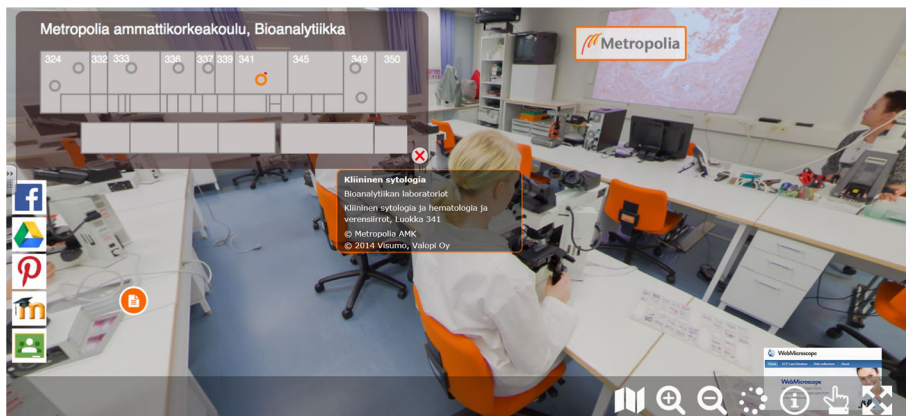 Metropolia ammattikorkeakoulu, Bioanalytiikka
324 332 333 336 337 339 341 345 349 350
Metropolia
Kliininen sytologia
Bioanalytiikan laboratoriot
Kliininen sytologia ja hematologia ja
verensiirrot, Luokka 341
© Metropolia AMK
© 2014 Visumo, Valopi Oy
WebMicroscope
WebMicroscope